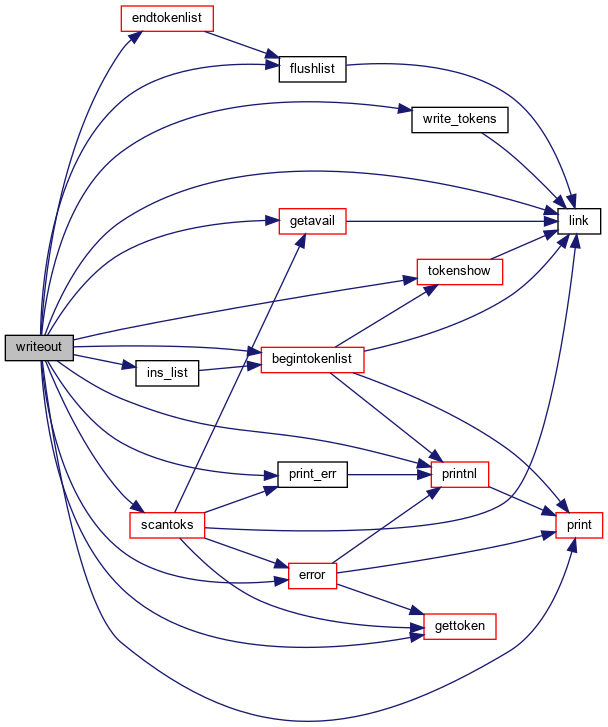 endtokenlist
flushlist
write_tokens
getavail
link
tokenshow
writeout
begintokenlist
ins_list
print_err
printnl
scantoks
print
error
gettoken